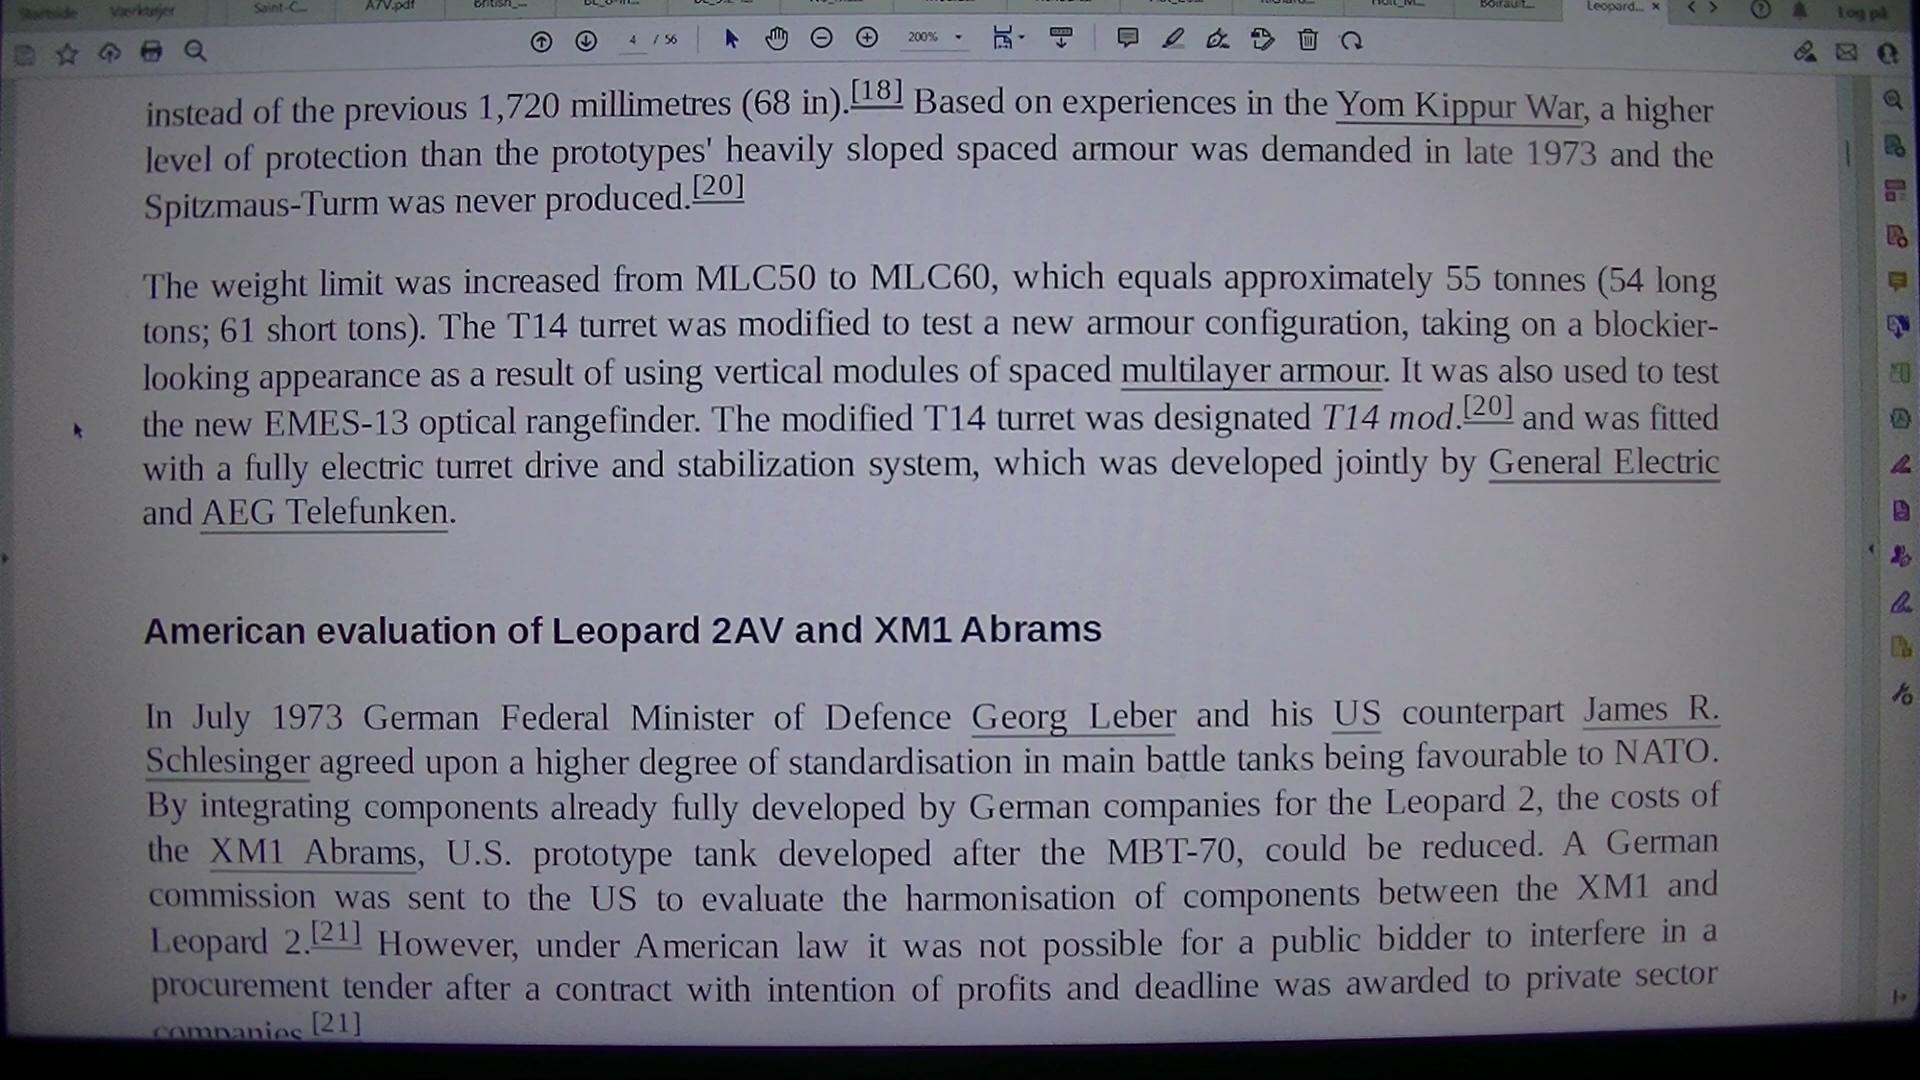 Startside Værktøjer Saint-C... A7V.pdf British_... Boirault... Leopard... × Log på
4 / 56 200%
instead of the previous 1,720 millimetres (68 in).[18] Based on experiences in the Yom Kippur War, a higher
level of protection than the prototypes' heavily sloped spaced armour was demanded in late 1973 and the
Spitzmaus-Turm was never produced.[20]
The weight limit was increased from MLC50 to MLC60, which equals approximately 55 tonnes (54 long
tons; 61 short tons). The T14 turret was modified to test a new armour configuration, taking on a blockier-
looking appearance as a result of using vertical modules of spaced multilayer armour. It was also used to test
the new EMES-13 optical rangefinder. The modified T14 turret was designated T14 mod.[20] and was fitted
with a fully electric turret drive and stabilization system, which was developed jointly by General Electric
and AEG Telefunken.
American evaluation of Leopard 2AV and XM1 Abrams
In July 1973 German Federal Minister of Defence Georg Leber and his US counterpart James R.
Schlesinger agreed upon a higher degree of standardisation in main battle tanks being favourable to NATO.
By integrating components already fully developed by German companies for the Leopard 2, the costs of
the XM1 Abrams, U.S. prototype tank developed after the MBT-70, could be reduced. A German
commission was sent to the US to evaluate the harmonisation of components between the XM1 and
Leopard 2.[21] However, under American law it was not possible for a public bidder to interfere in a
procurement tender after a contract with intention of profits and deadline was awarded to private sector
companies.[21]